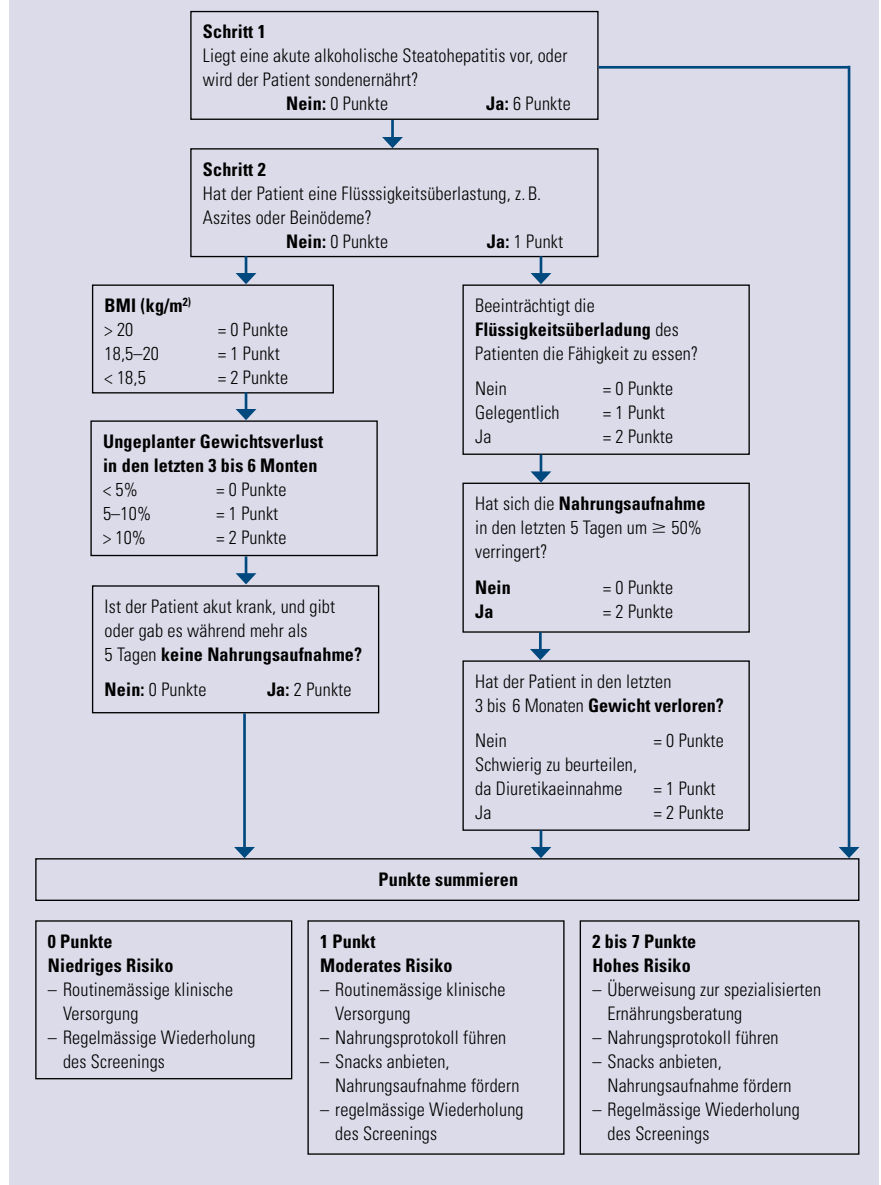 Schritt 1
Liegt eine akute alkoholische Steatohepatitis vor, oder
wird der Patient sondenernährt?
Nein: 0 Punkte Ja: 6 Punkte
Schritt 2
Hat der Patient eine Flüsssigkeitsüberlastung, z. B.
Aszites oder Beinödeme?
Nein: 0 Punkte Ja: 1 Punkt
BMI (kg/m²)
> 20 = 0 Punkte
18,5–20 = 1 Punkt
< 18,5 = 2 Punkte
Ungeplanter Gewichtsverlust
in den letzten 3 bis 6 Monten
< 5% = 0 Punkte
5–10% = 1 Punkt
> 10% = 2 Punkte
Ist der Patient akut krank, und gibt
oder gab es während mehr als
5 Tagen keine Nahrungsaufnahme?
Nein: 0 Punkte Ja: 2 Punkte
Beeinträchtigt die
Flüssigkeitsüberladung des
Patienten die Fähigkeit zu essen?
Nein = 0 Punkte
Gelegentlich = 1 Punkt
Ja = 2 Punkte
Hat sich die Nahrungsaufnahme
in den letzten 5 Tagen um ≥ 50%
verringert?
Nein = 0 Punkte
Ja = 2 Punkte
Hat der Patient in den letzten
3 bis 6 Monaten Gewicht verloren?
Nein = 0 Punkte
Schwierig zu beurteilen,
da Diuretikaeinnahme = 1 Punkt
Ja = 2 Punkte
Punkte summieren
0 Punkte
Niedriges Risiko
– Routinemässige klinische
Versorgung
– Regelmässige Wiederholung
des Screenings
1 Punkt
Moderates Risiko
– Routinemässige klinische
Versorgung
– Nahrungsprotokoll führen
– Snacks anbieten,
Nahrungsaufnahme fördern
– regelmässige Wiederholung
des Screenings
2 bis 7 Punkte
Hohes Risiko
– Überweisung zur spezialisierten
Ernährungsberatung
– Nahrungsprotokoll führen
– Snacks anbieten,
Nahrungsaufnahme fördern
– Regelmässige Wiederholung
des Screenings